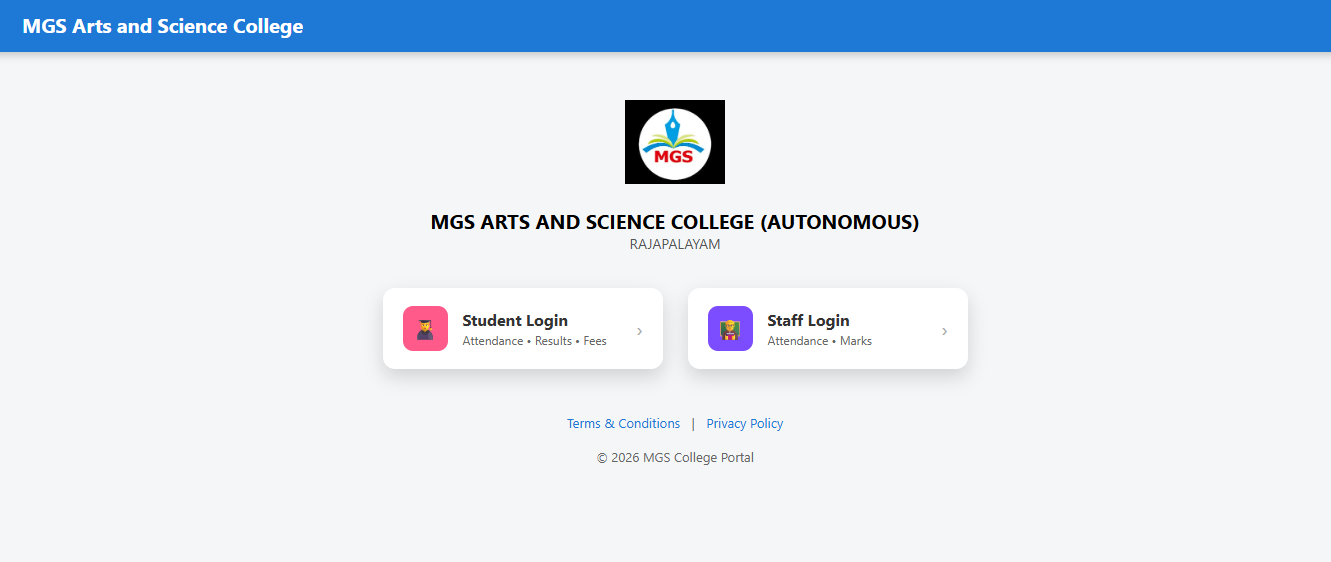 MGS Arts and Science College
MGS
MGS ARTS AND SCIENCE COLLEGE (AUTONOMOUS)
RAJAPALAYAM
Student Login
Attendance • Results • Fees
›
Staff Login
Attendance • Marks
›
Terms & Conditions | Privacy Policy
© 2026 MGS College Portal